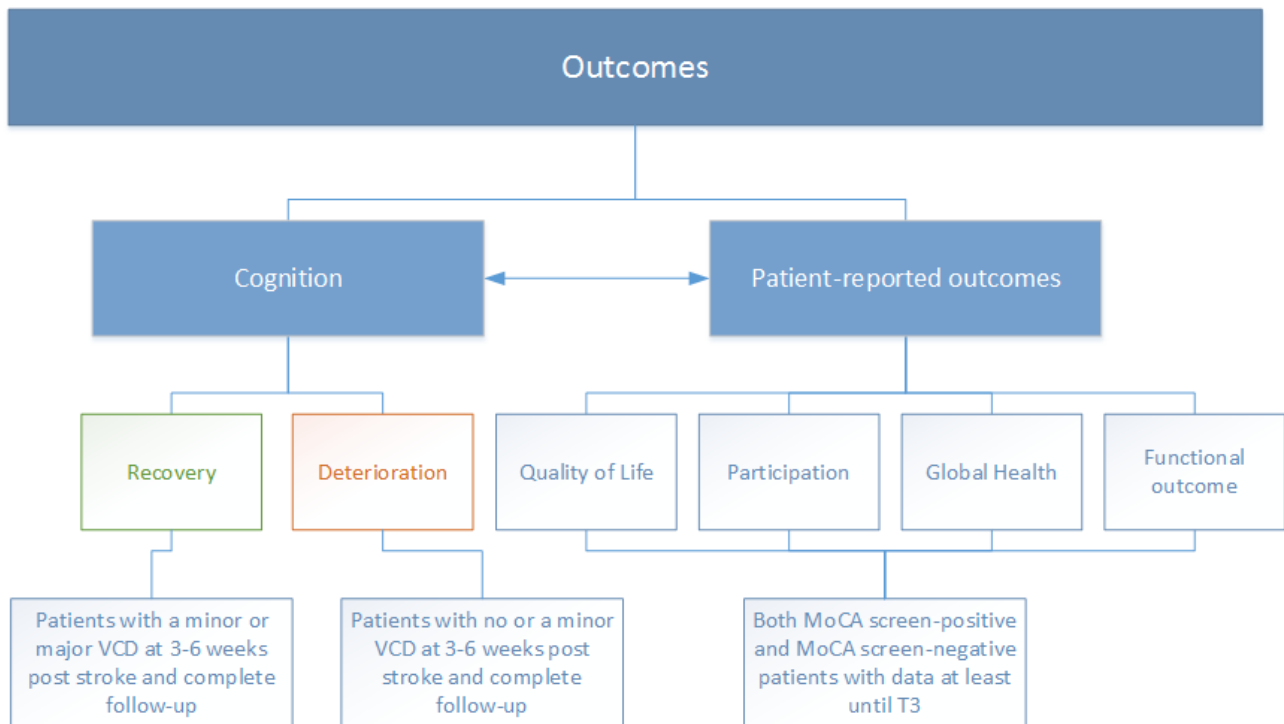 Outcomes
Cognition
Patient-reported outcomes
Recovery
Deterioration
Quality of Life
Participation
Global Health
Functional
outcome
Patients with a minor or
major VCD at 3-6 weeks
post stroke and complete
follow-up
Patients with no or a minor
VCD at 3-6 weeks post
stroke and complete
follow-up
Both MoCA screen-positive
and MoCA screen-negative
patients with data at least
until T3